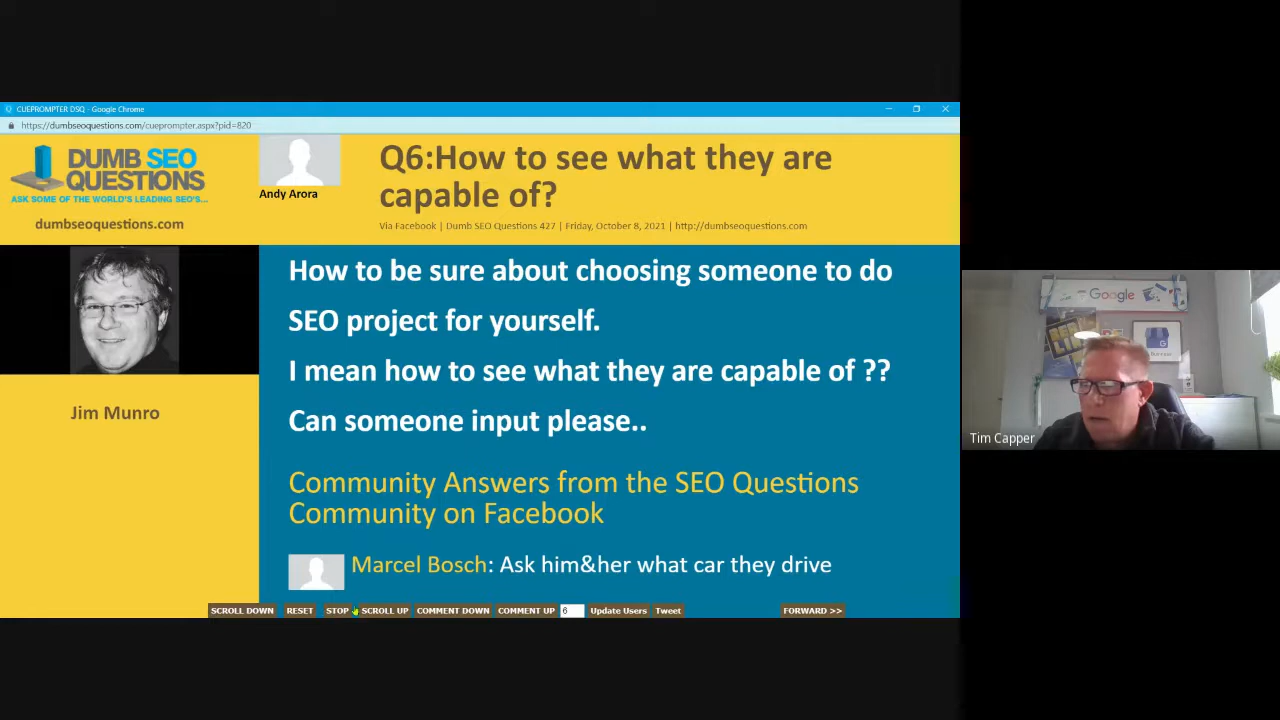 CUEPROMPTER DSQ - Google Chrome
https://dumbseoquestions.com/cueprompter.aspx?pid=820
DUMB SEO
QUESTIONS
ASK SOME OF THE WORLD'S LEADING SEO'S...
dumbseoquestions.com
Andy Arora
Q6:How to see what they are
capable of?
Via Facebook | Dumb SEO Questions 427 | Friday, October 8, 2021 | http://dumbseoquestions.com
Jim Munro
How to be sure about choosing someone to do
SEO project for yourself.
I mean how to see what they are capable of ??
Can someone input please..
Community Answers from the SEO Questions
Community on Facebook
Marcel Bosch: Ask him&her what car they drive
SCROLL DOWN RESET STOP SCROLL UP COMMENT DOWN COMMENT UP 6 Update Users Tweet FORWARD >>
Google
Tim Capper